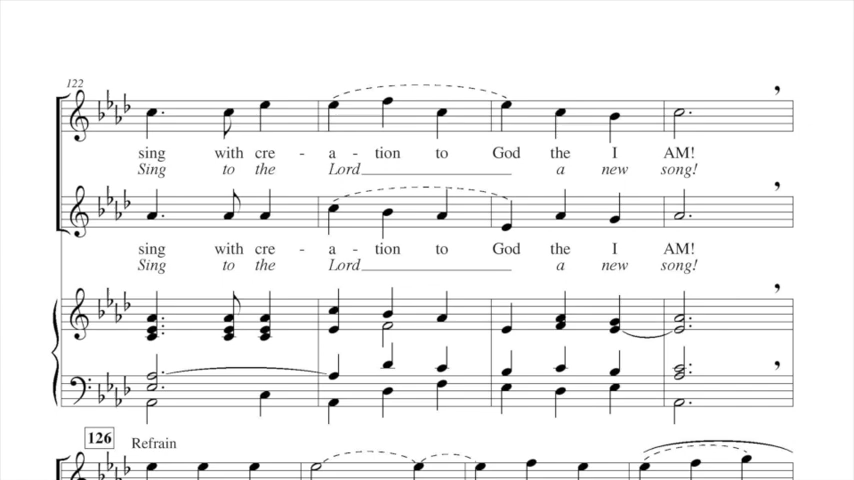 122
sing with cre - a - tion to God the I AM!
Sing to the Lord a new song!
sing with cre - a - tion to God the I AM!
Sing to the Lord a new song!
126 Refrain